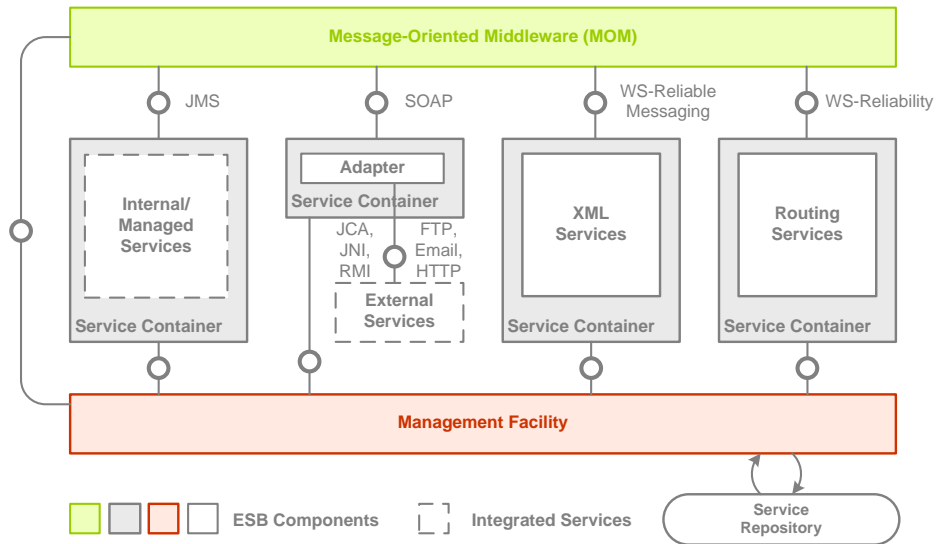 Message-Oriented Middleware (MOM)
JMS
SOAP
WS-Reliable
Messaging
WS-Reliability
Internal/
Managed
Services
Service Container
Adapter
Service Container
JCA,
JNI,
RMI
FTP,
Email,
HTTP
External
Services
XML
Services
Service Container
Routing
Services
Service Container
Management Facility
ESB Components
Integrated Services
Service
Repository